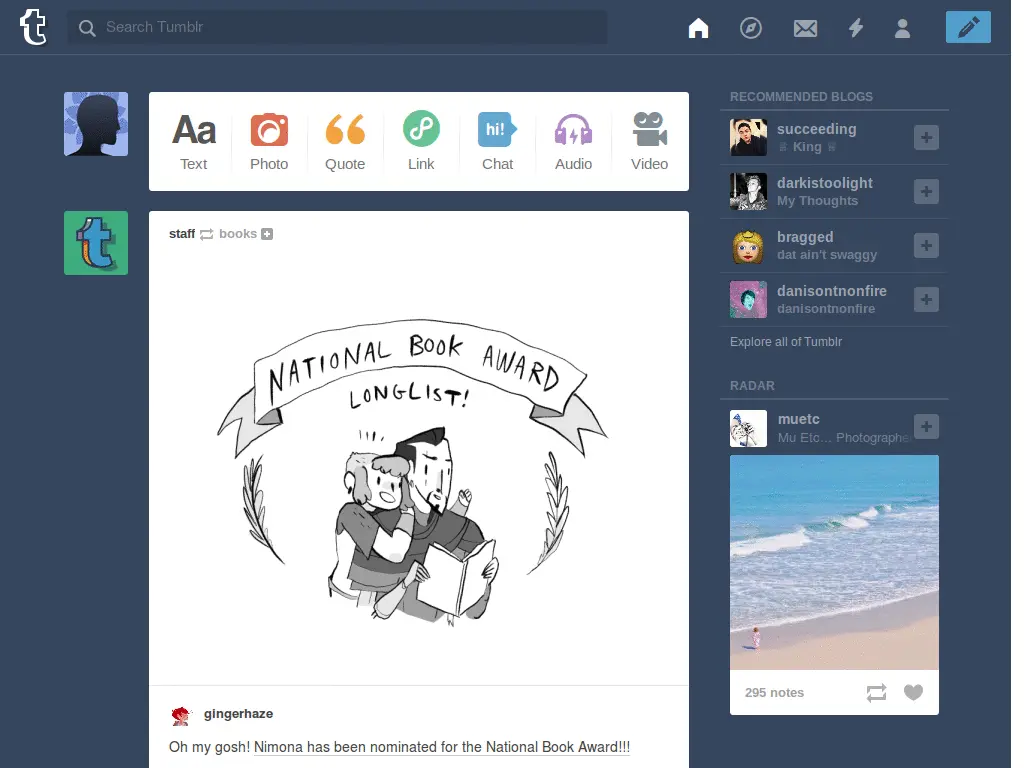 Search Tumblr
Aa
hi!
Text
Photo
Quote
Link
Chat
Audio
Video
staff books
NATIONAL BOOK AWARD
LONGLIST!
gingerhaze
Oh my gosh! Nimona has been nominated for the National Book Award!!!
RECOMMENDED BLOGS
succeeding
♕ King ♕
darkistoolight
My Thoughts
bragged
dat ain't swaggy
danisontnonfire
danisontnonfire
Explore all of Tumblr
RADAR
muetc
Mu Etc... Photographe
295 notes